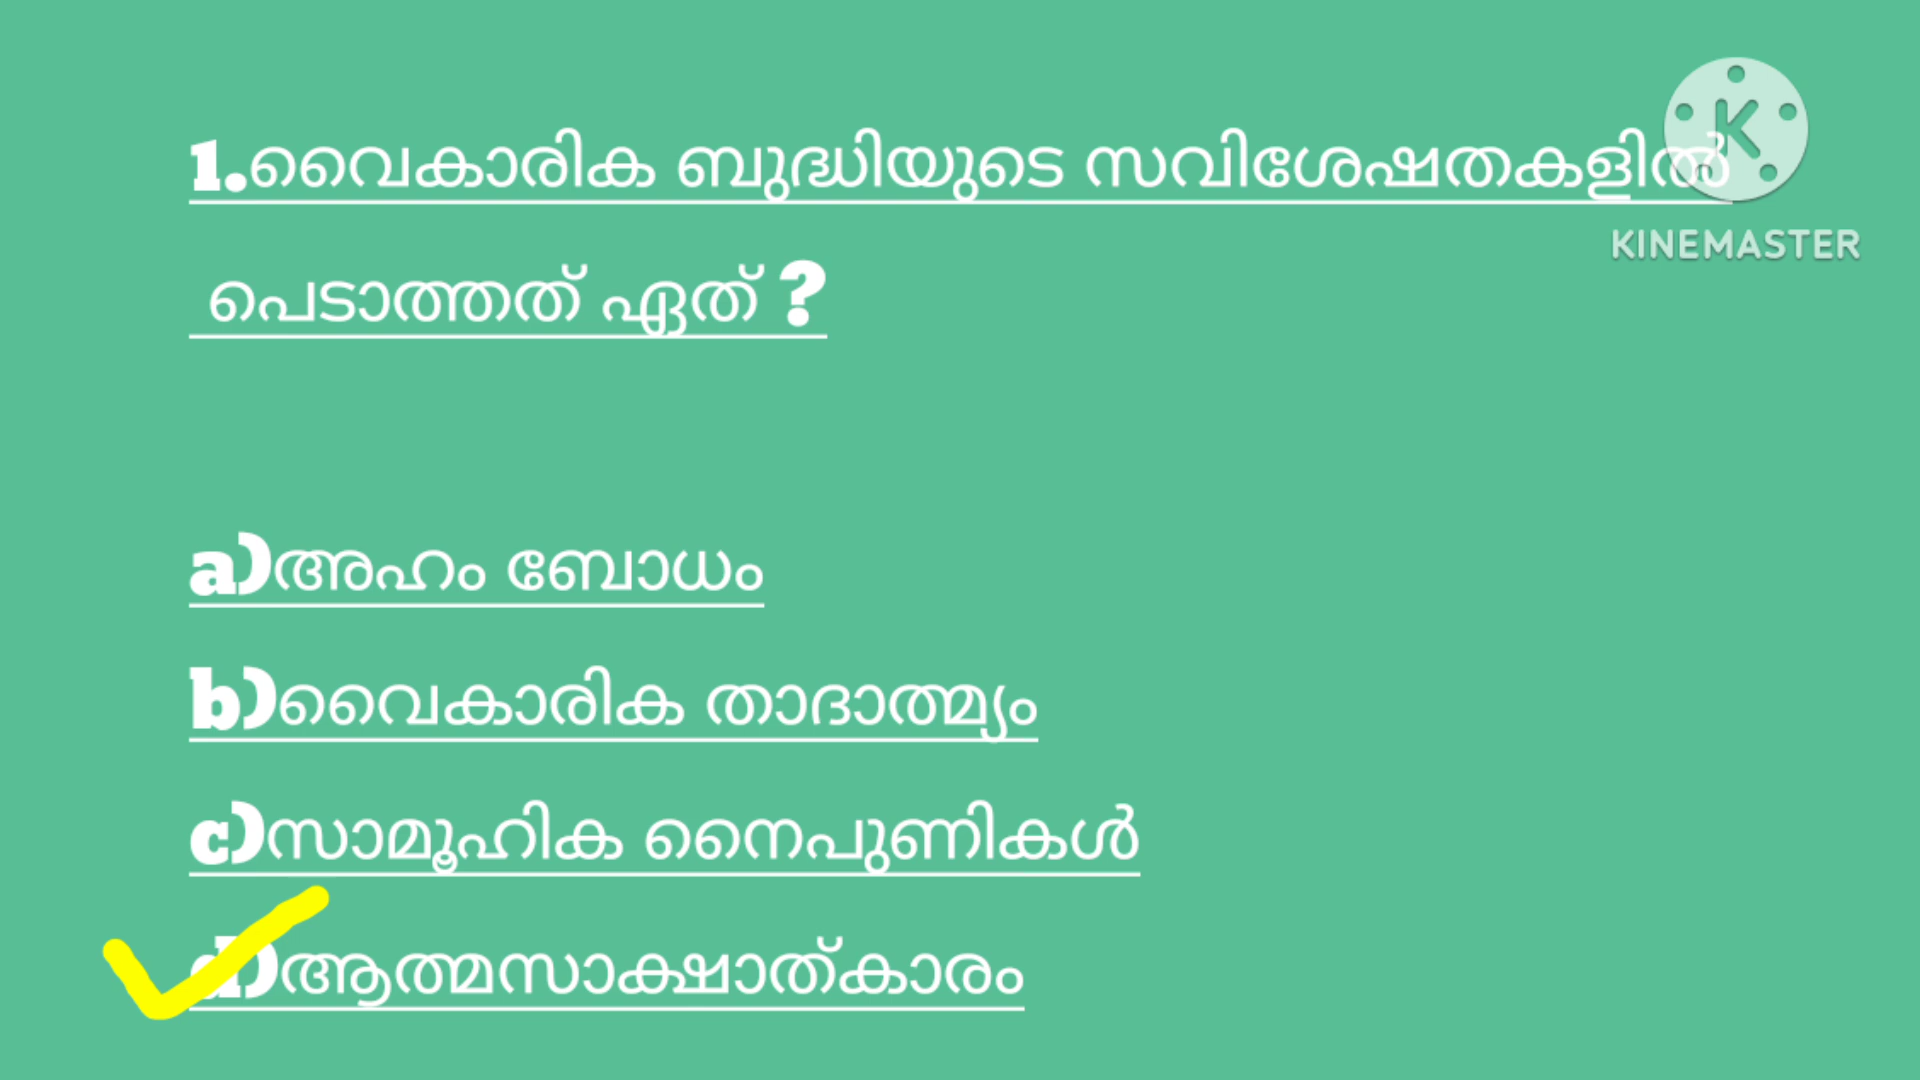 1.വൈകാരിക ബുദ്ധിയുടെ സവിശേഷതകളിൽ
പെടാത്തത് ഏത് ?
KINEMASTER
a)അഹം ബോധം
b)വൈകാരിക താദാത്മ്യം
c)സാമൂഹിക നൈപുണികൾ
d)ആത്മസാക്ഷാത്കാരം